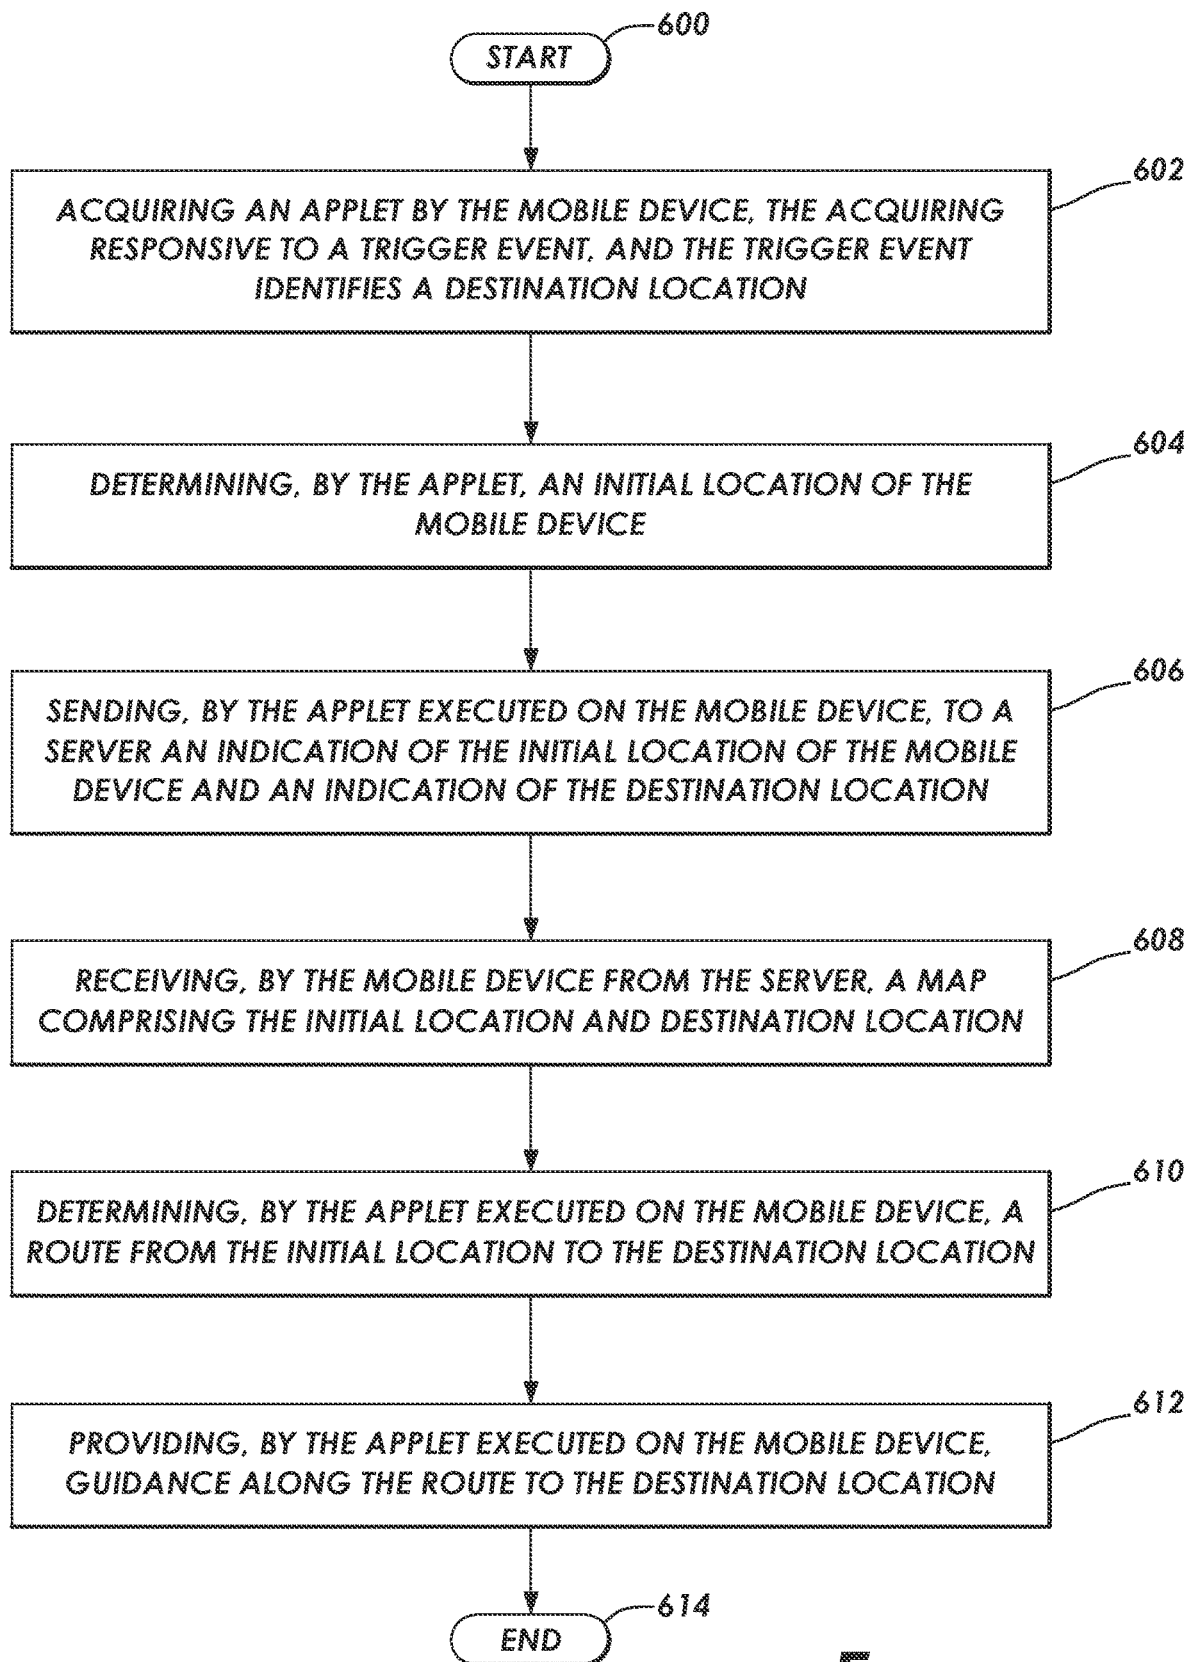 600
START
602
ACQUIRING AN APPLET BY THE MOBILE DEVICE, THE ACQUIRING
RESPONSIVE TO A TRIGGER EVENT, AND THE TRIGGER EVENT
IDENTIFIES A DESTINATION LOCATION
604
DETERMINING, BY THE APPLET, AN INITIAL LOCATION OF THE
MOBILE DEVICE
606
SENDING, BY THE APPLET EXECUTED ON THE MOBILE DEVICE, TO A
SERVER AN INDICATION OF THE INITIAL LOCATION OF THE MOBILE
DEVICE AND AN INDICATION OF THE DESTINATION LOCATION
608
RECEIVING, BY THE MOBILE DEVICE FROM THE SERVER, A MAP
COMPRISING THE INITIAL LOCATION AND DESTINATION LOCATION
610
DETERMINING, BY THE APPLET EXECUTED ON THE MOBILE DEVICE, A
ROUTE FROM THE INITIAL LOCATION TO THE DESTINATION LOCATION
612
PROVIDING, BY THE APPLET EXECUTED ON THE MOBILE DEVICE,
GUIDANCE ALONG THE ROUTE TO THE DESTINATION LOCATION
614
END